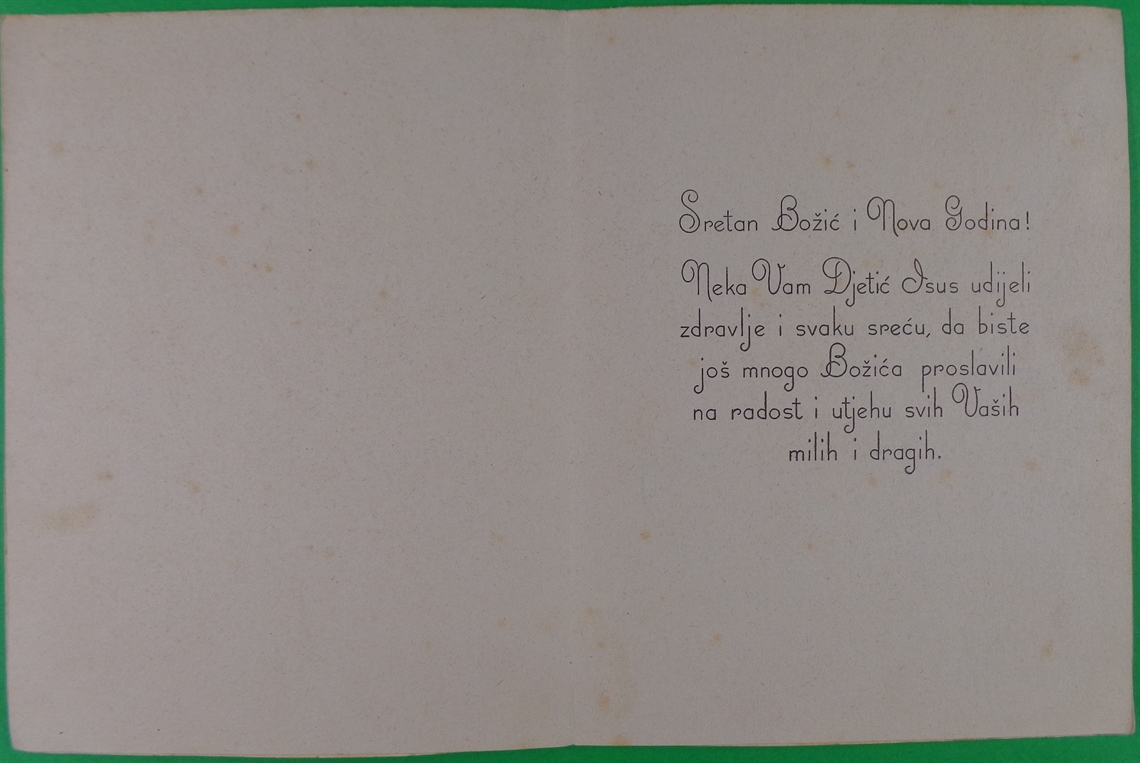 Sretan Božić i Nova Godina!
Neka Vam Djetić Isus udijeli
zdravlje i svaku sreću, da biste
još mnogo Božića proslavili
na radost i utjehu svih Vaših
milih i dragih.